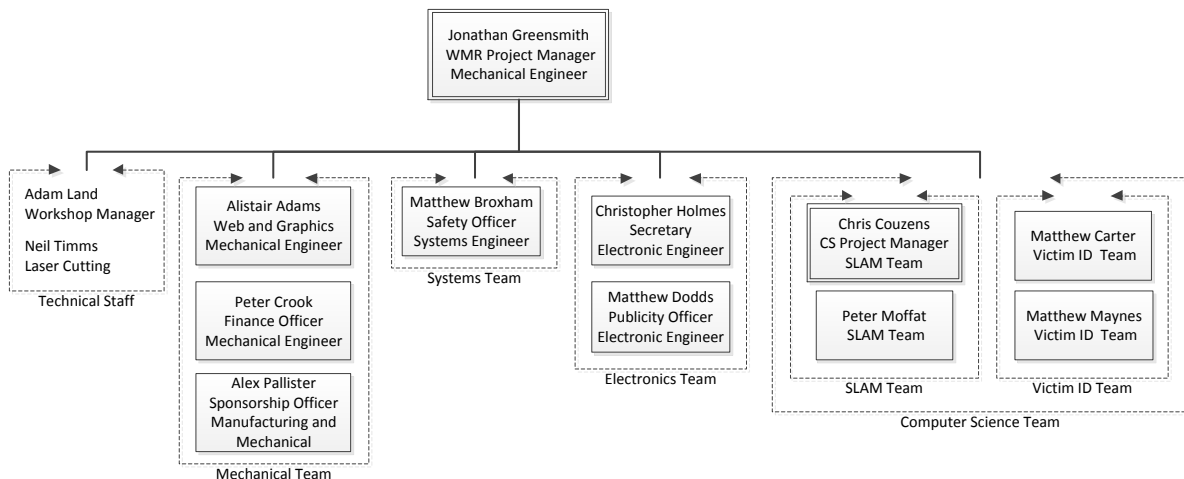 Jonathan Greensmith
WMR Project Manager
Mechanical Engineer
Adam Land
Workshop Manager
Neil Timms
Laser Cutting
Technical Staff
Alistair Adams
Web and Graphics
Mechanical Engineer
Peter Crook
Finance Officer
Mechanical Engineer
Alex Pallister
Sponsorship Officer
Manufacturing and
Mechanical
Mechanical Team
Matthew Broxham
Safety Officer
Systems Engineer
Systems Team
Christopher Holmes
Secretary
Electronic Engineer
Matthew Dodds
Publicity Officer
Electronic Engineer
Electronics Team
Chris Couzens
CS Project Manager
SLAM Team
Peter Moffat
SLAM Team
SLAM Team
Matthew Carter
Victim ID Team
Matthew Maynes
Victim ID Team
Victim ID Team
Computer Science Team